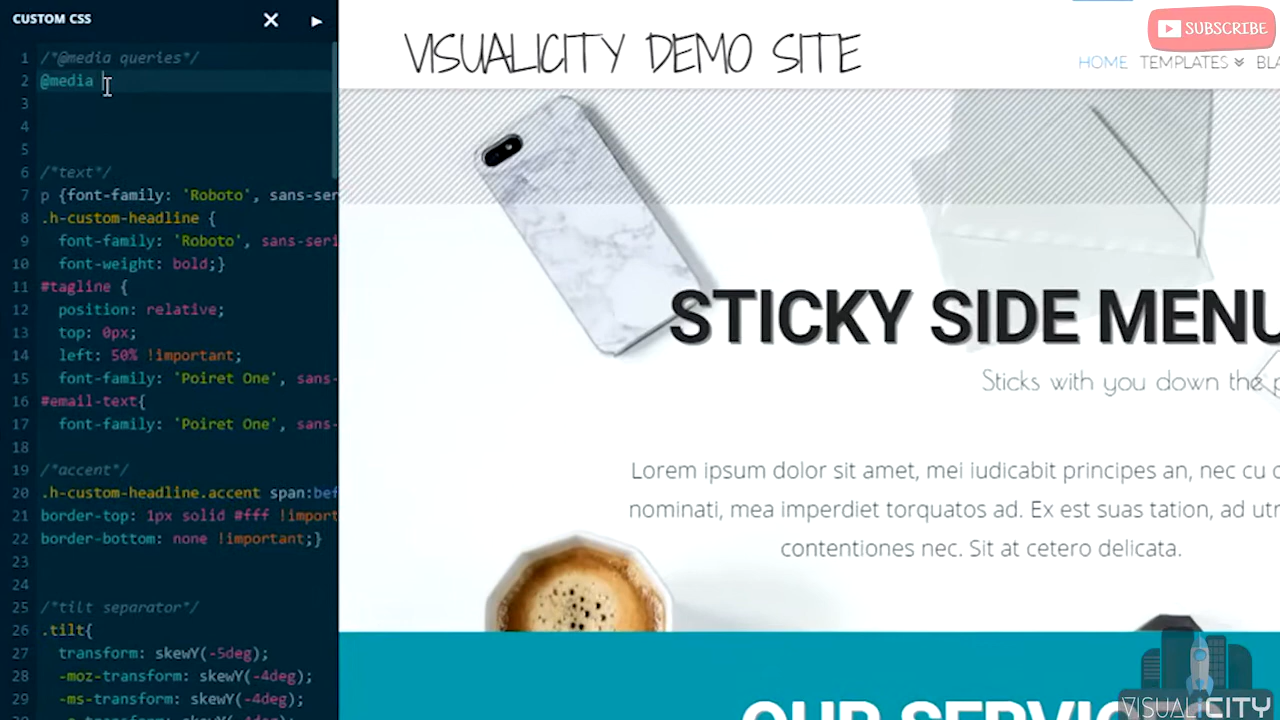 CUSTOM CSS
1 /*@media queries*/
2 @media
3
4
5
6 /*text*/
7 p {font-family: 'Roboto', sans-ser
8 .h-custom-headline {
9 font-family: 'Roboto', sans-seri
10 font-weight: bold;}
11 #tagline {
12 position: relative;
13 top: 0px;
14 left: 50% !important;
15 font-family: 'Poiret One', sans-
16 #email-text{
17 font-family: 'Poiret One', sans-
18
19 /*accent*/
20 .h-custom-headline.accent span:bef
21 border-top: 1px solid #fff !import
22 border-bottom: none !important;}
23
24
25 /*tilt separator*/
26 .tilt{
27 transform: skewY(-5deg);
28 -moz-transform: skewY(-4deg);
29 -ms-transform: skewY(-4deg);
SUBSCRIBE
VISUALICITY DEMO SITE
HOME TEMPLATES BLA
STICKY SIDE MENU
Sticks with you down the p
Lorem ipsum dolor sit amet, mei iudicabit principes an, nec cu
nominati, mea imperdiet torquatos ad. Ex est suas tation, ad utr
contentiones nec. Sit at cetero delicata.
OUR SERVIC
VISUALICITY